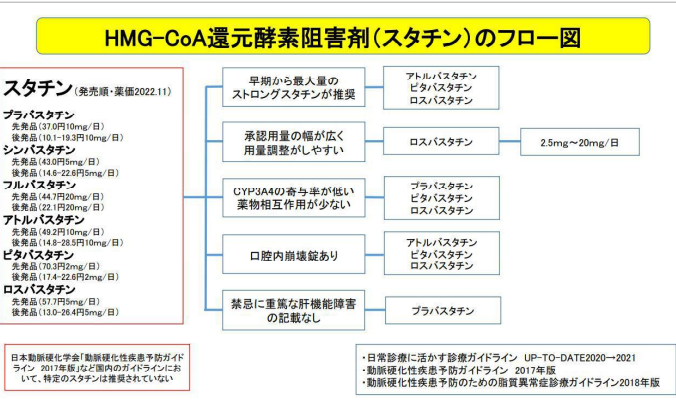 HMG-CoA還元酵素阻害剤(スタチン)のフロー図
スタチン(発売順・薬価2022.11)
プラバスタチン
先発品(37.0円10mg/日)
後発品(10.1-19.3円10mg/日)
シンバスタチン
先発品(43.0円5mg/日)
後発品(14.6-22.6円5mg/日)
フルバスタチン
先発品(44.7円20mg/日)
後発品(22.1円20mg/日)
アトルバスタチン
先発品(49.2円10mg/日)
後発品(14.8-28.5円10mg/日)
ピタバスタチン
先発品(70.3円2mg/日)
後発品(17.4-22.6円2mg/日)
ロスバスタチン
先発品(57.7円5mg/日)
後発品(13.0-26.4円5mg/日)
早期から最人量の
ストロングスタチンが推奨
アトルバスタチン
ピタバスタチン
ロスバスタチン
承認用量の幅が広く
用量調整がしやすい
ロスバスタチン
2.5mg～20mg/日
CYP3A4の寄与率が低い
薬物相互作用が少ない
プラバスタチン
ピタバスタチン
ロスバスタチン
口腔内崩壊錠あり
アトルバスタチン
ピタバスタチン
ロスバスタチン
禁忌に重篤な肝機能障害
の記載なし
プラバスタチン
日本動脈硬化学会「動脈硬化性疾患予防ガイド
ライン 2017年版」など国内のガイドラインにお
いて、特定のスタチンは推奨されていない
・日常診療に活かす診療ガイドライン UP-TO-DATE2020→2021
・動脈硬化性疾患予防ガイドライン 2017年版
・動脈硬化性疾患予防のための脂質異常症診療ガイドライン2018年版